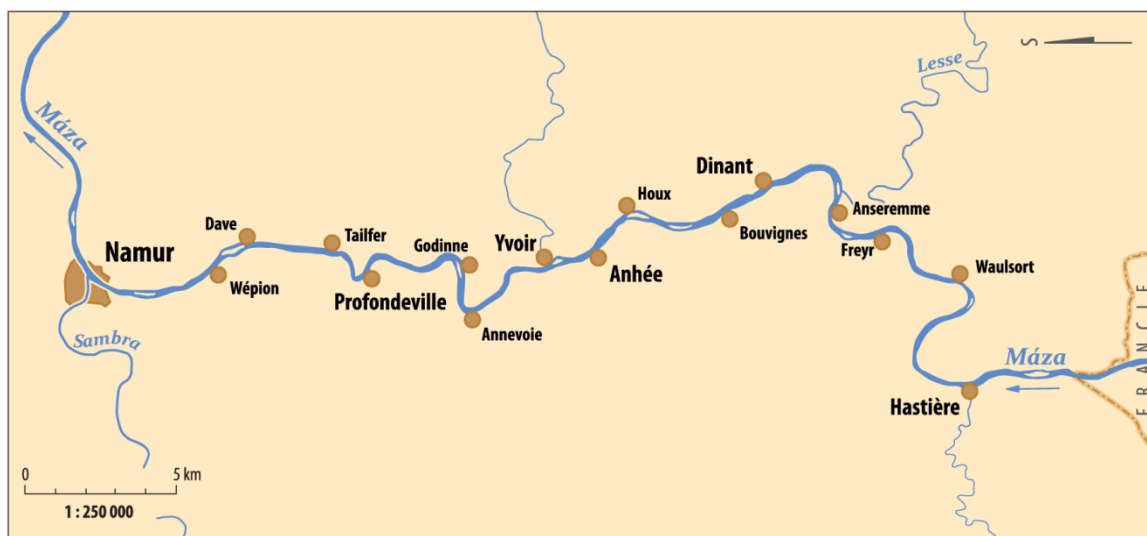 S
Lesse
Máza
Dinant
Houx
Anseremme
Dave
Tailfer
Godinne
Yvoir
Bouvignes
Freyr
Namur
Anhée
Waulsort
Wépion
Profondeville
Annevoie
FRANCIE
Sambra
Máza
Hastière
0 5 km
1 : 250 000